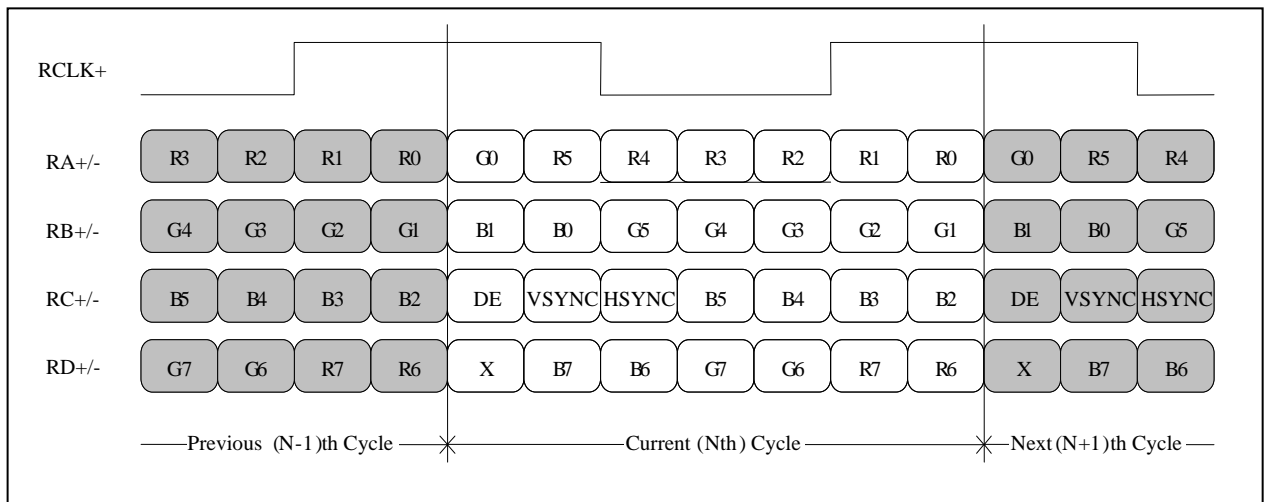 RCLK+
RA+/- R3 R2 R1 R0 G0 R5 R4 R3 R2 R1 R0 G0 R5 R4
RB+/- G4 G3 G2 G1 B1 B0 G5 G4 G3 G2 G1 B1 B0 G5
RC+/- B5 B4 B3 B2 DE VSYNC HSYNC B5 B4 B3 B2 DE VSYNC HSYNC
RD+/- G7 G6 R7 R6 X B7 B6 G7 G6 R7 R6 X B7 B6
Previous (N-1)th Cycle Current (Nth) Cycle Next (N+1)th Cycle